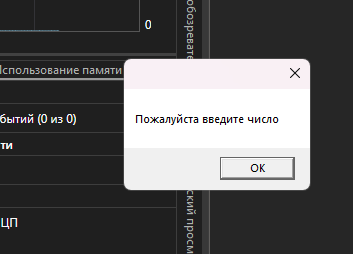 0
обозревате
Использование памяти
бытий (0 из 0)
Пожалуйста введите число
ти
OK
ский просм
ЦП